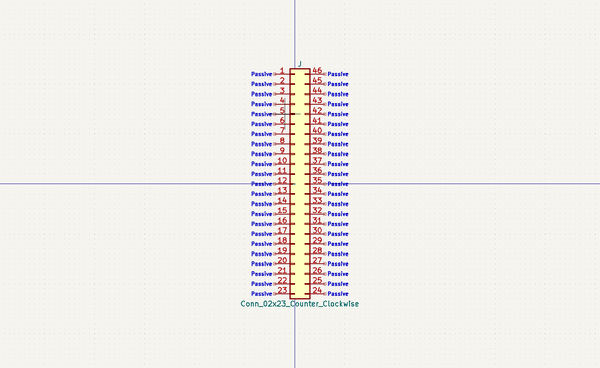 J
Passive 1 46 Passive
Passive 2 45 Passive
Passive 3 44 Passive
Passive 4 43 Passive
Passive 5 42 Passive
Passive 6 41 Passive
Passive 7 40 Passive
Passive 8 39 Passive
Passive 9 38 Passive
Passive 10 37 Passive
Passive 11 36 Passive
Passive 12 35 Passive
Passive 13 34 Passive
Passive 14 33 Passive
Passive 15 32 Passive
Passive 16 31 Passive
Passive 17 30 Passive
Passive 18 29 Passive
Passive 19 28 Passive
Passive 20 27 Passive
Passive 21 26 Passive
Passive 22 25 Passive
Passive 23 24 Passive
Conn_02x23_Counter_Clockwise